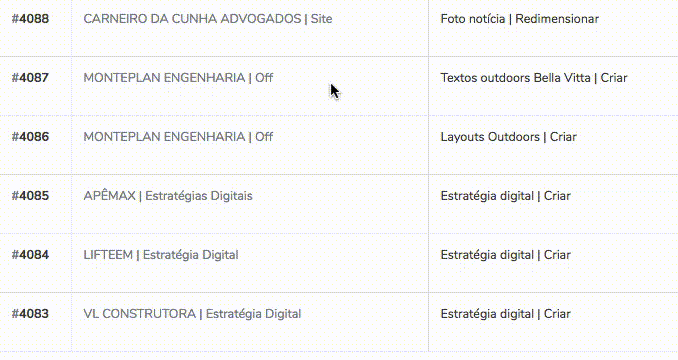 #4088 CARNEIRO DA CUNHA ADVOGADOS | Site Foto notícia | Redimensionar
#4087 MONTEPLAN ENGENHARIA | Off Textos outdoors Bella Vitta | Criar
#4086 MONTEPLAN ENGENHARIA | Off Layouts Outdoors | Criar
#4085 APÊMAX | Estratégias Digitais Estratégia digital | Criar
#4084 LIFTEEM | Estratégia Digital Estratégia digital | Criar
#4083 VL CONSTRUTORA | Estratégia Digital Estratégia digital | Criar